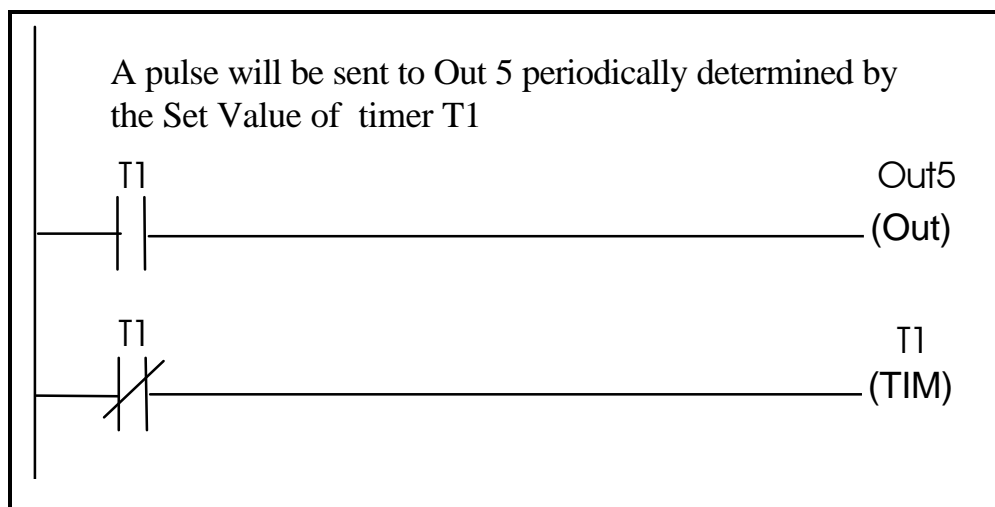 A pulse will be sent to Out 5 periodically determined by
the Set Value of timer T1
T1 Out5
(Out)
T1 T1
(TIM)